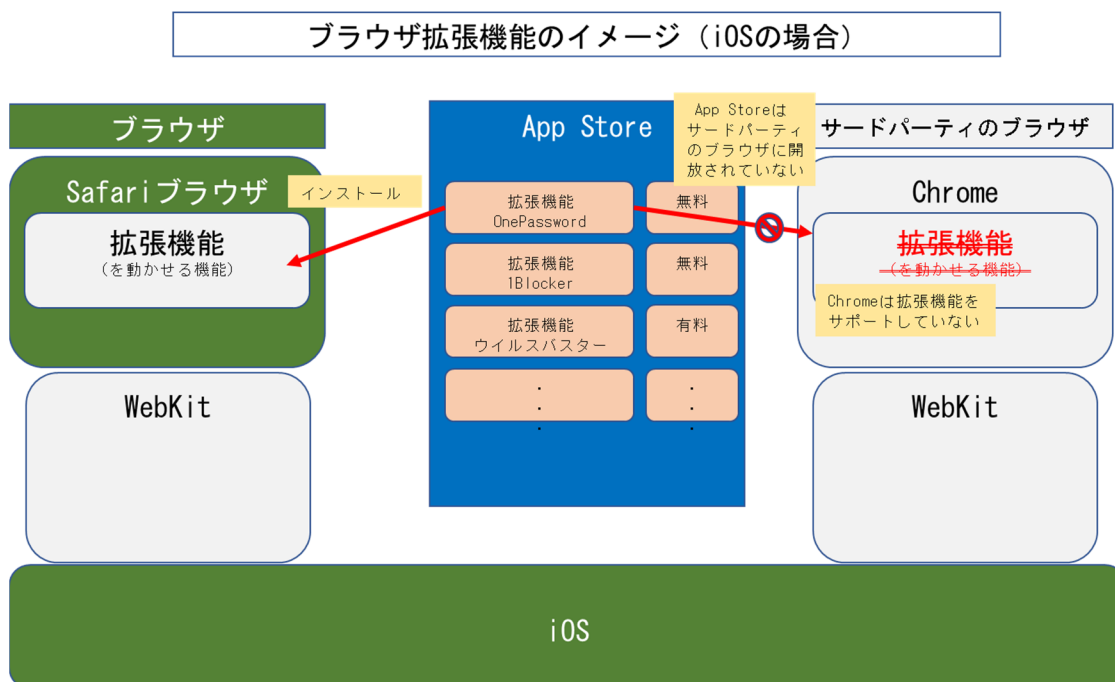 ブラウザ拡張機能のイメージ（iOSの場合）
ブラウザ
Safariブラウザ
拡張機能
（を動かせる機能）
WebKit
インストール
App Store
App Storeは
サードパーティ
のブラウザに開
放されていない
拡張機能
OnePassword
無料
拡張機能
1Blocker
無料
拡張機能
ウイルスバスター
有料
・
・
・
・
・
・
サードパーティのブラウザ
Chrome
拡張機能
（を動かせる機能）
Chromeは拡張機能を
サポートしていない
WebKit
iOS